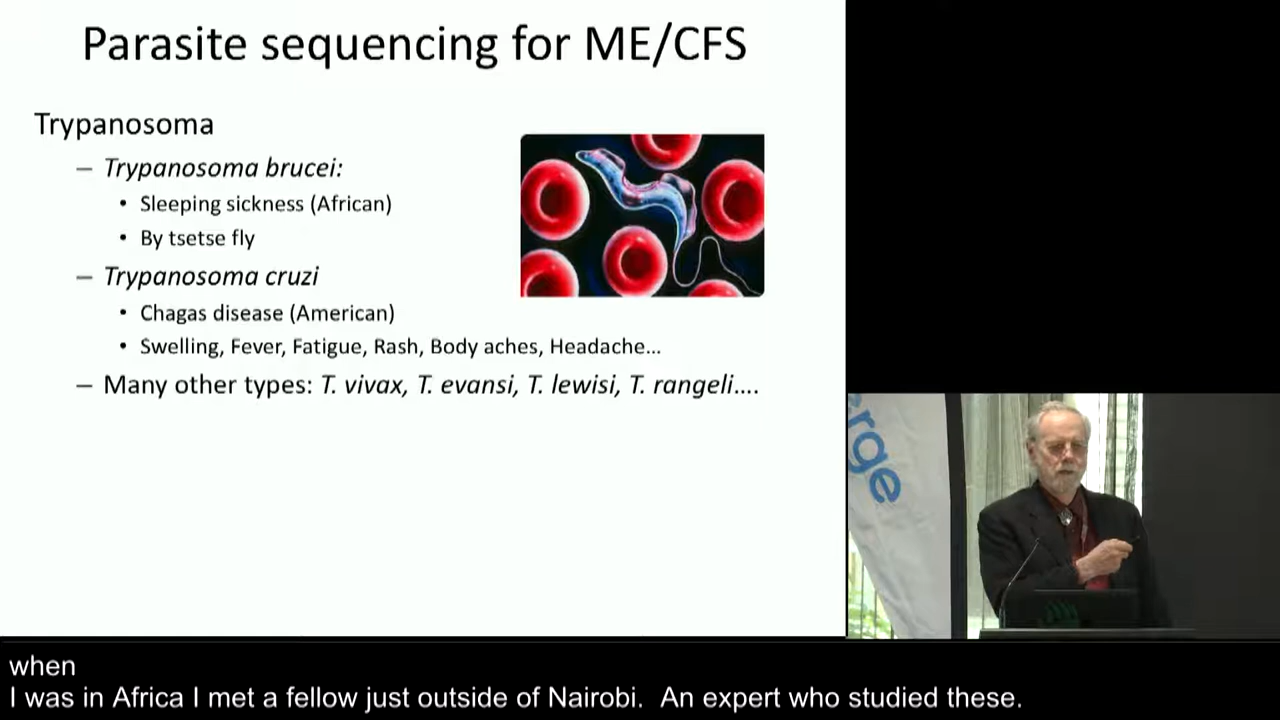 Parasite sequencing for ME/CFS
Trypanosoma
– Trypanosoma brucei:
• Sleeping sickness (African)
• By tsetse fly
– Trypanosoma cruzi
• Chagas disease (American)
• Swelling, Fever, Fatigue, Rash, Body aches, Headache...
– Many other types: T. vivax, T. evansi, T. lewisi, T. rangeli....
erge
when
I was in Africa I met a fellow just outside of Nairobi.  An expert who studied these.